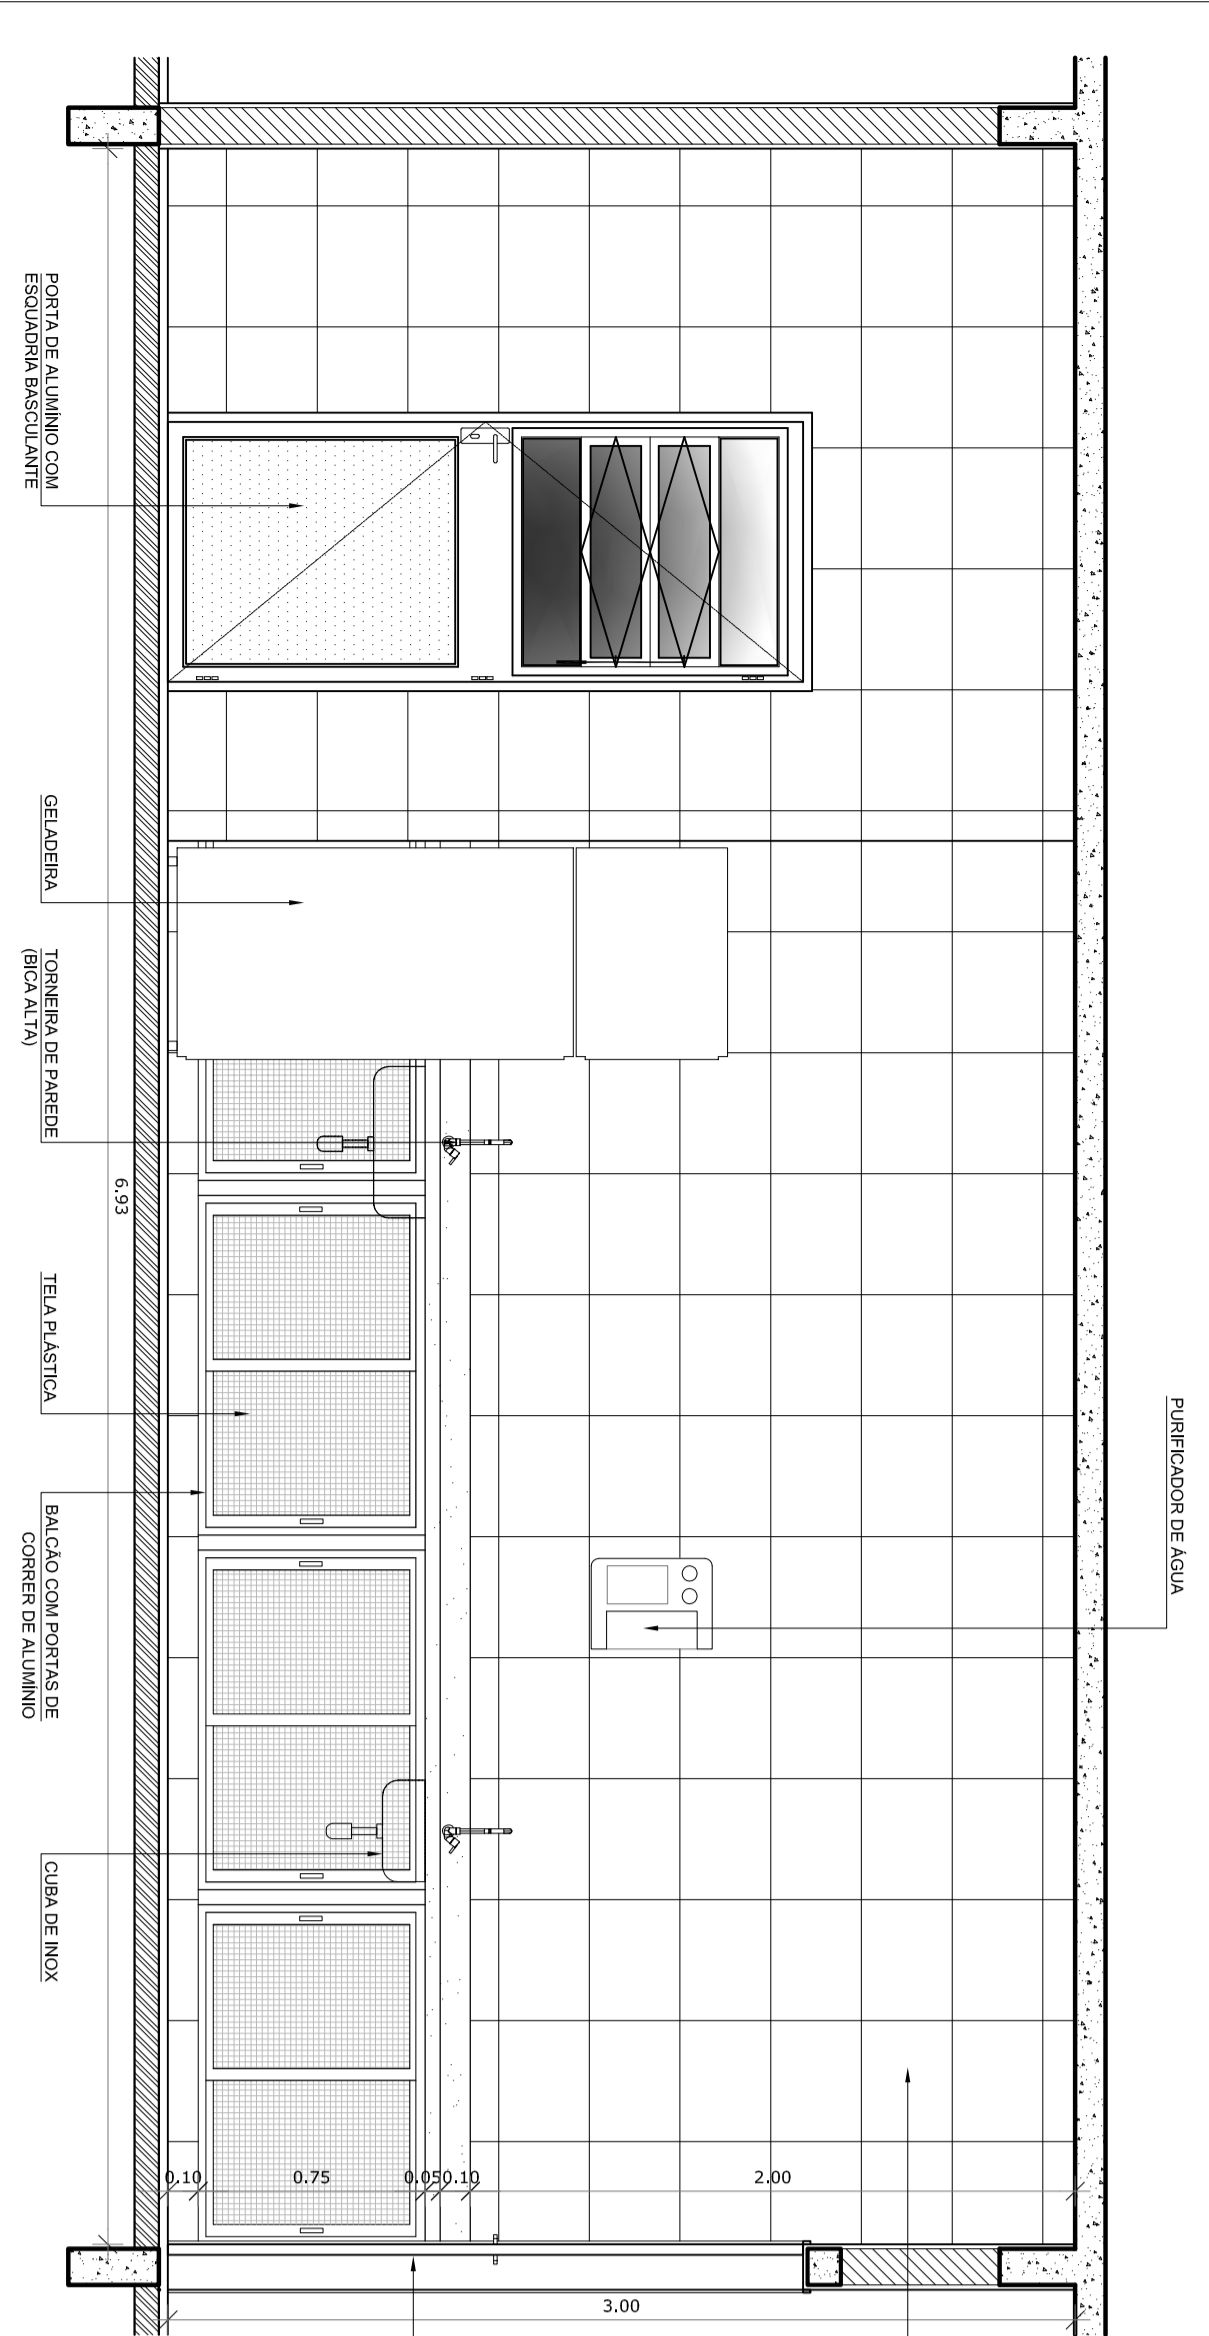 PURIFICADOR DE ÁGUA
2.00
0.10
0.05
0.75
0.10
3.00
6.93
PORTA DE ALUMÍNIO COM
ESQUADRIA BASCULANTE
GELADEIRA
TORNEIRA DE PAREDE
(BICA ALTA)
TELA PLÁSTICA
BALCÃO COM PORTAS DE
CORRER DE ALUMÍNIO
CUBA DE INOX